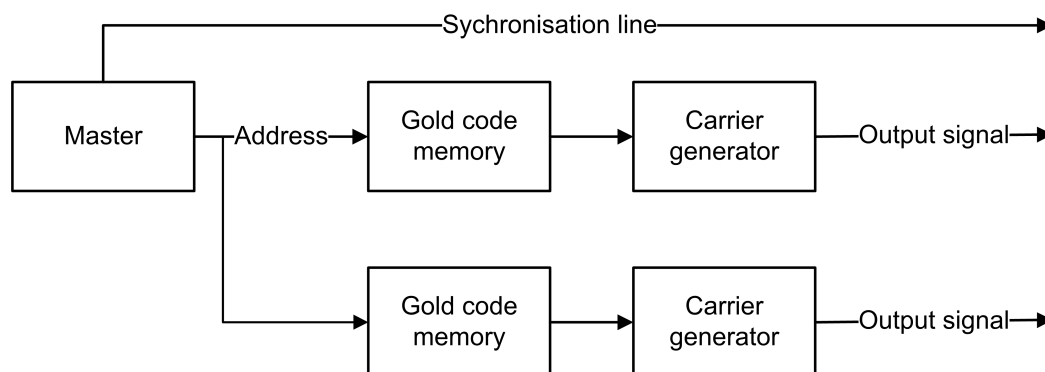 Sychronisation line
Master
Address
Gold code
memory
Carrier
generator
Output signal
Gold code
memory
Carrier
generator
Output signal